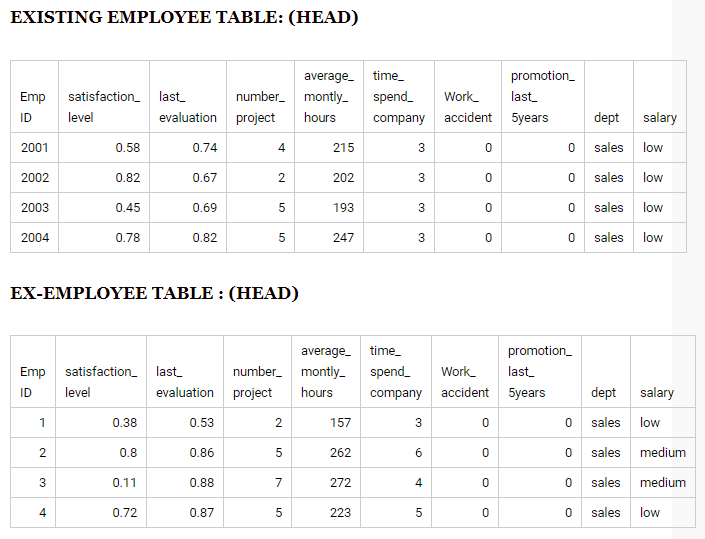 EXISTING EMPLOYEE TABLE: (HEAD)
average_ time_ promotion_
Emp satisfaction_ last_ number_ montly_ spend_ Work_ last_
ID level evaluation project hours company accident 5years dept salary
2001 0.58 0.74 4 215 3 0 0 sales low
2002 0.82 0.67 2 202 3 0 0 sales low
2003 0.45 0.69 5 193 3 0 0 sales low
2004 0.78 0.82 5 247 3 0 0 sales low
EX-EMPLOYEE TABLE : (HEAD)
average_ time_ promotion_
Emp satisfaction_ last_ number_ montly_ spend_ Work_ last_
ID level evaluation project hours company accident 5years dept salary
1 0.38 0.53 2 157 3 0 0 sales low
2 0.8 0.86 5 262 6 0 0 sales medium
3 0.11 0.88 7 272 4 0 0 sales medium
4 0.72 0.87 5 223 5 0 0 sales low